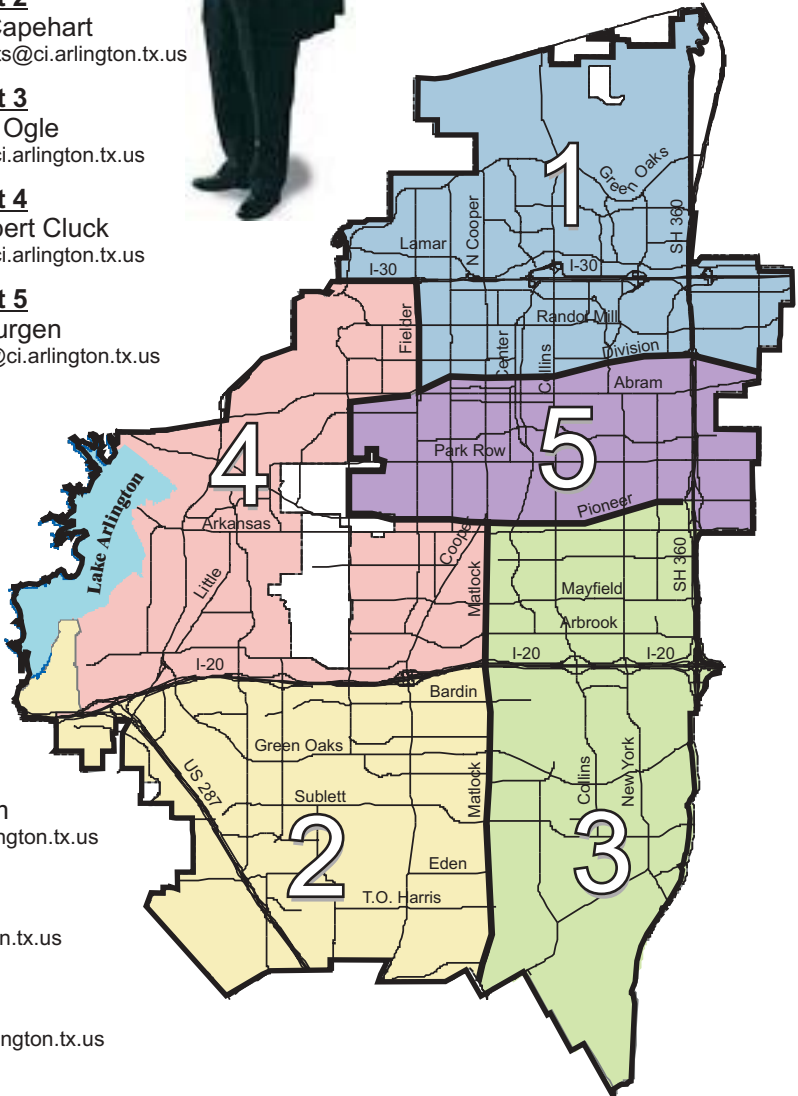 Capehart
ts@ci.arlington.tx.us
t 3
Ogle
ci.arlington.tx.us
t 4
pert Cluck
ci.arlington.tx.us
t 5
urgen
@ci.arlington.tx.us
n
ngton.tx.us
n.tx.us
ngton.tx.us
1
Green Oaks
N Cooper
SH 360
Lamar
I-30
I-30
Fielder
Randol Mill
Center
Collins
Division
Abram
5
Park Row
4
Pioneer
Lake Arlington
Arkansas
Cooper
Little
Matlock
Mayfield
SH 360
Arbrook
I-20
I-20
I-20
Bardin
Green Oaks
US 287
Matlock
Collins
New York
Sublett
2
3
Eden
T.O. Harris